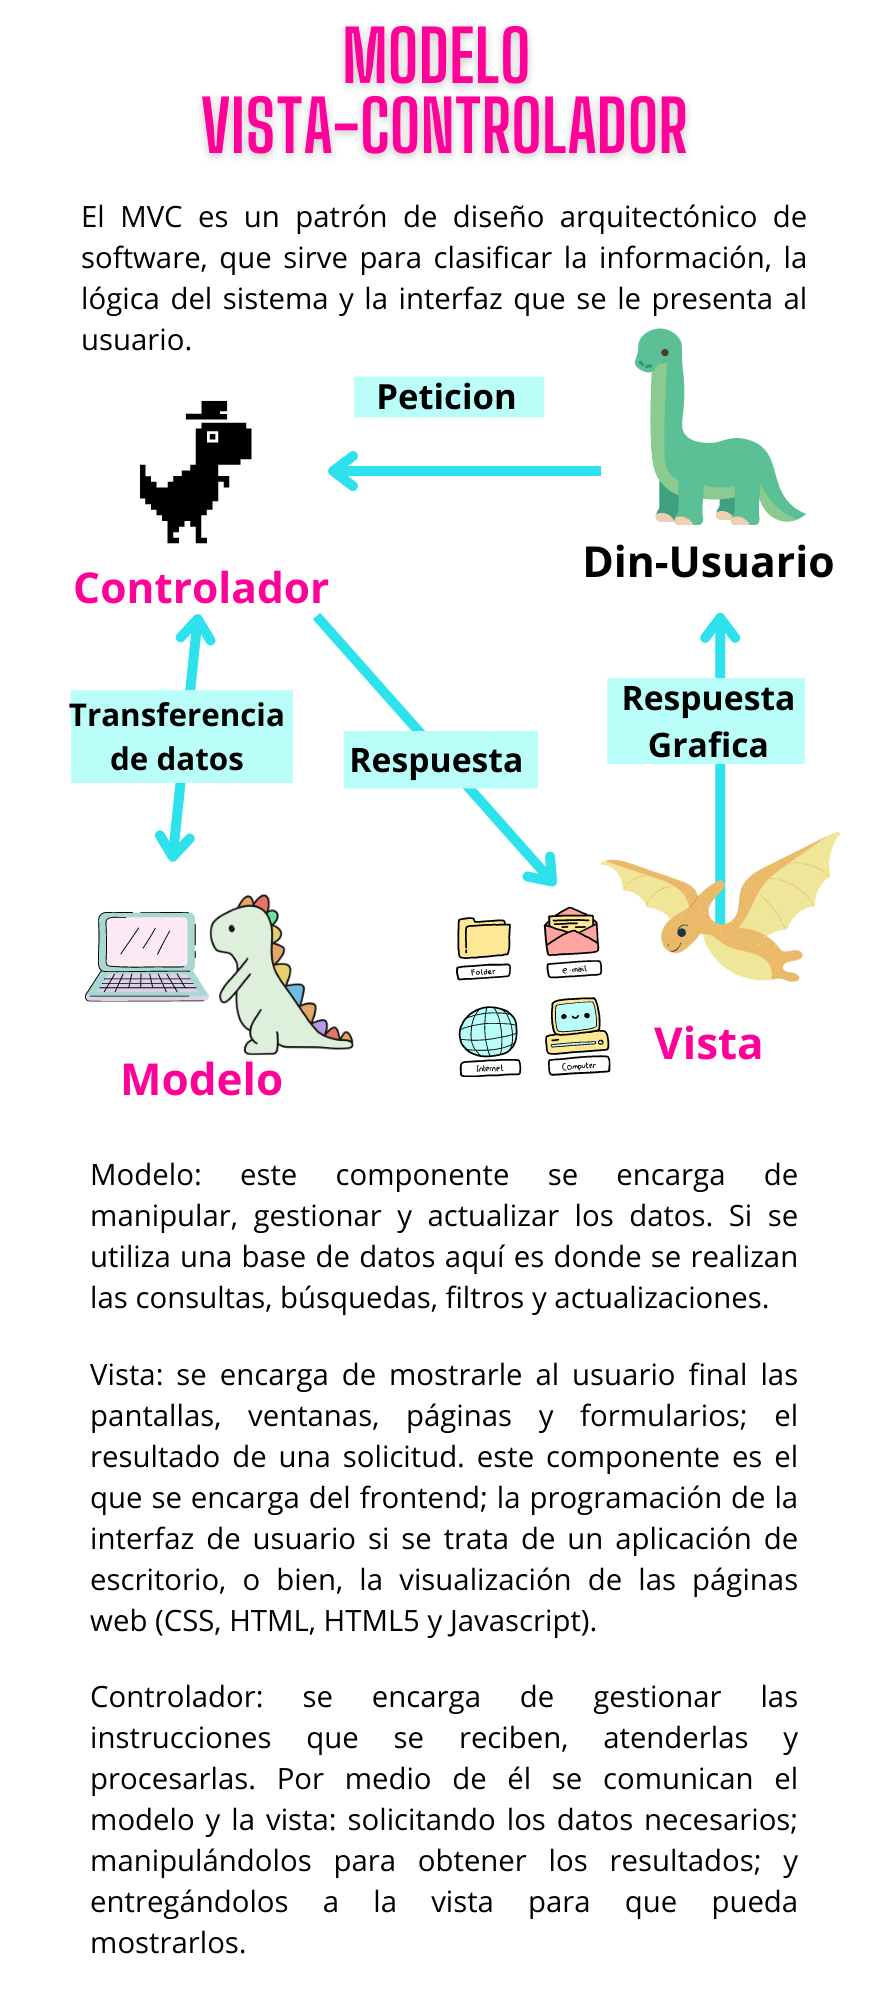 MODELO
VISTA-CONTROLADOR
El MVC es un patrón de diseño arquitectónico de
software, que sirve para clasificar la información, la
lógica del sistema y la interfaz que se le presenta al
usuario.
Peticion
Din-Usuario
Controlador
Transferencia
de datos
Respuesta
Respuesta
Grafica
Folder
e-mail
Internet
Computer
Vista
Modelo
Modelo: este componente se encarga de
manipular, gestionar y actualizar los datos. Si se
utiliza una base de datos aquí es donde se realizan
las consultas, búsquedas, filtros y actualizaciones.
Vista: se encarga de mostrarle al usuario final las
pantallas, ventanas, páginas y formularios; el
resultado de una solicitud. este componente es el
que se encarga del frontend; la programación de la
interfaz de usuario si se trata de un aplicación de
escritorio, o bien, la visualización de las páginas
web (CSS, HTML, HTML5 y Javascript).
Controlador: se encarga de gestionar las
instrucciones que se reciben, atenderlas y
procesarlas. Por medio de él se comunican el
modelo y la vista: solicitando los datos necesarios;
manipulándolos para obtener los resultados; y
entregándolos a la vista para que pueda
mostrarlos.